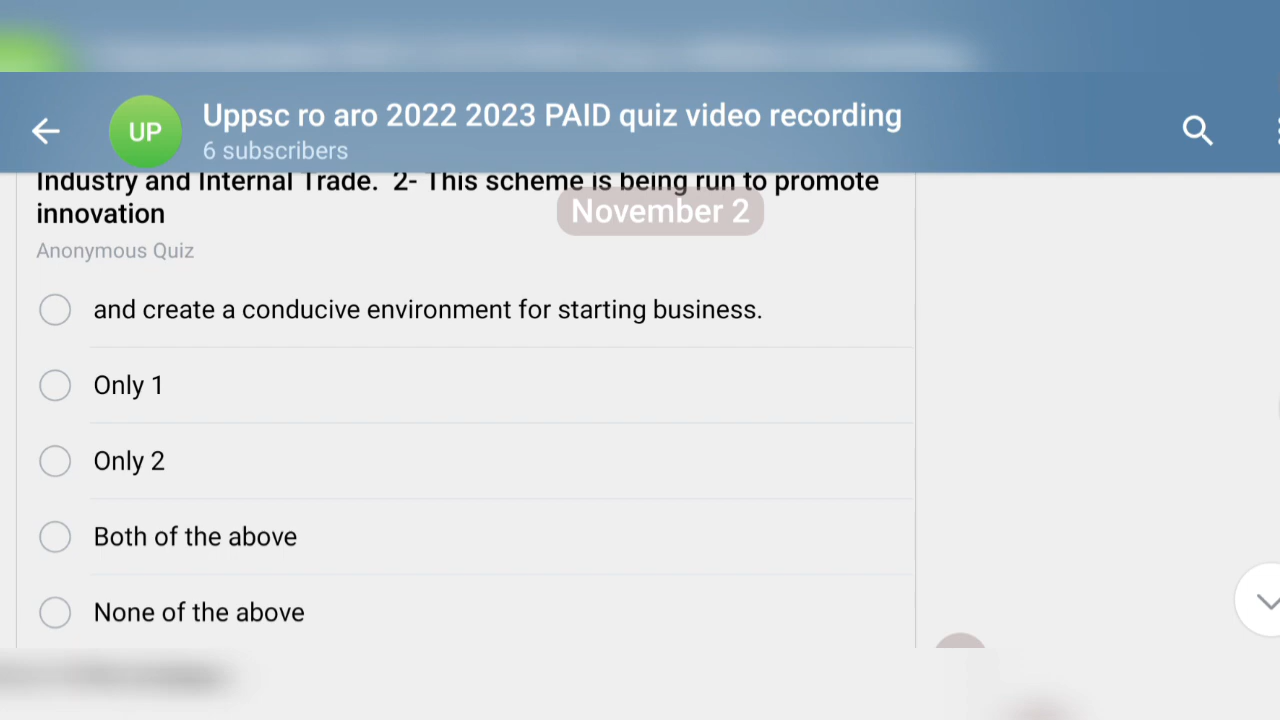 UP
Uppsc ro aro 2022 2023 PAID quiz video recording
6 subscribers
Industry and Internal Trade. 2- This scheme is being run to promote
innovation
November 2
Anonymous Quiz
and create a conducive environment for starting business.
Only 1
Only 2
Both of the above
None of the above